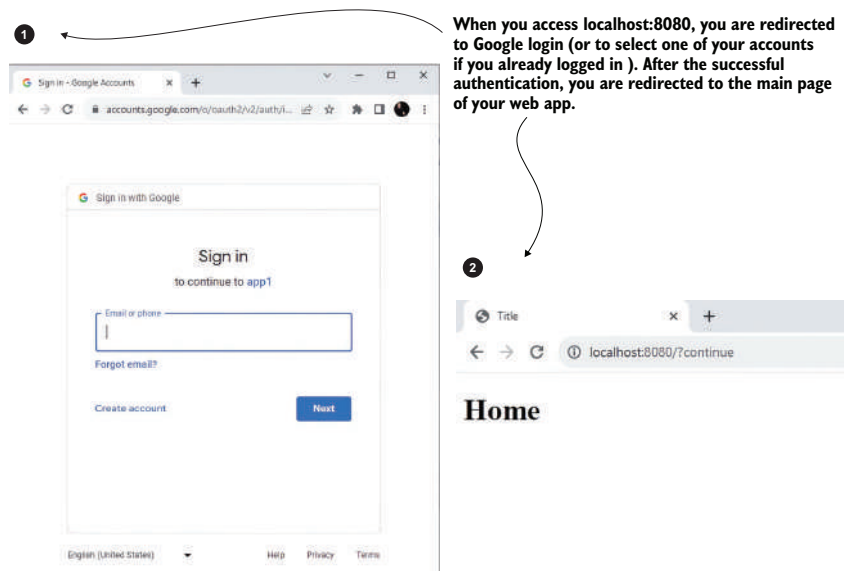 1
When you access localhost:8080, you are redirected
to Google login (or to select one of your accounts
if you already logged in ). After the successful
authentication, you are redirected to the main page
of your web app.
G Sign in - Google Accounts
accounts.google.com/o/oauth2/v2/auth/i...
G Sign in with Google
Sign in
to continue to app1
Email or phone
Forgot email?
Create account
Next
English (United States)
Help
Privacy
Terms
2
Title
localhost:8080/?continue
Home